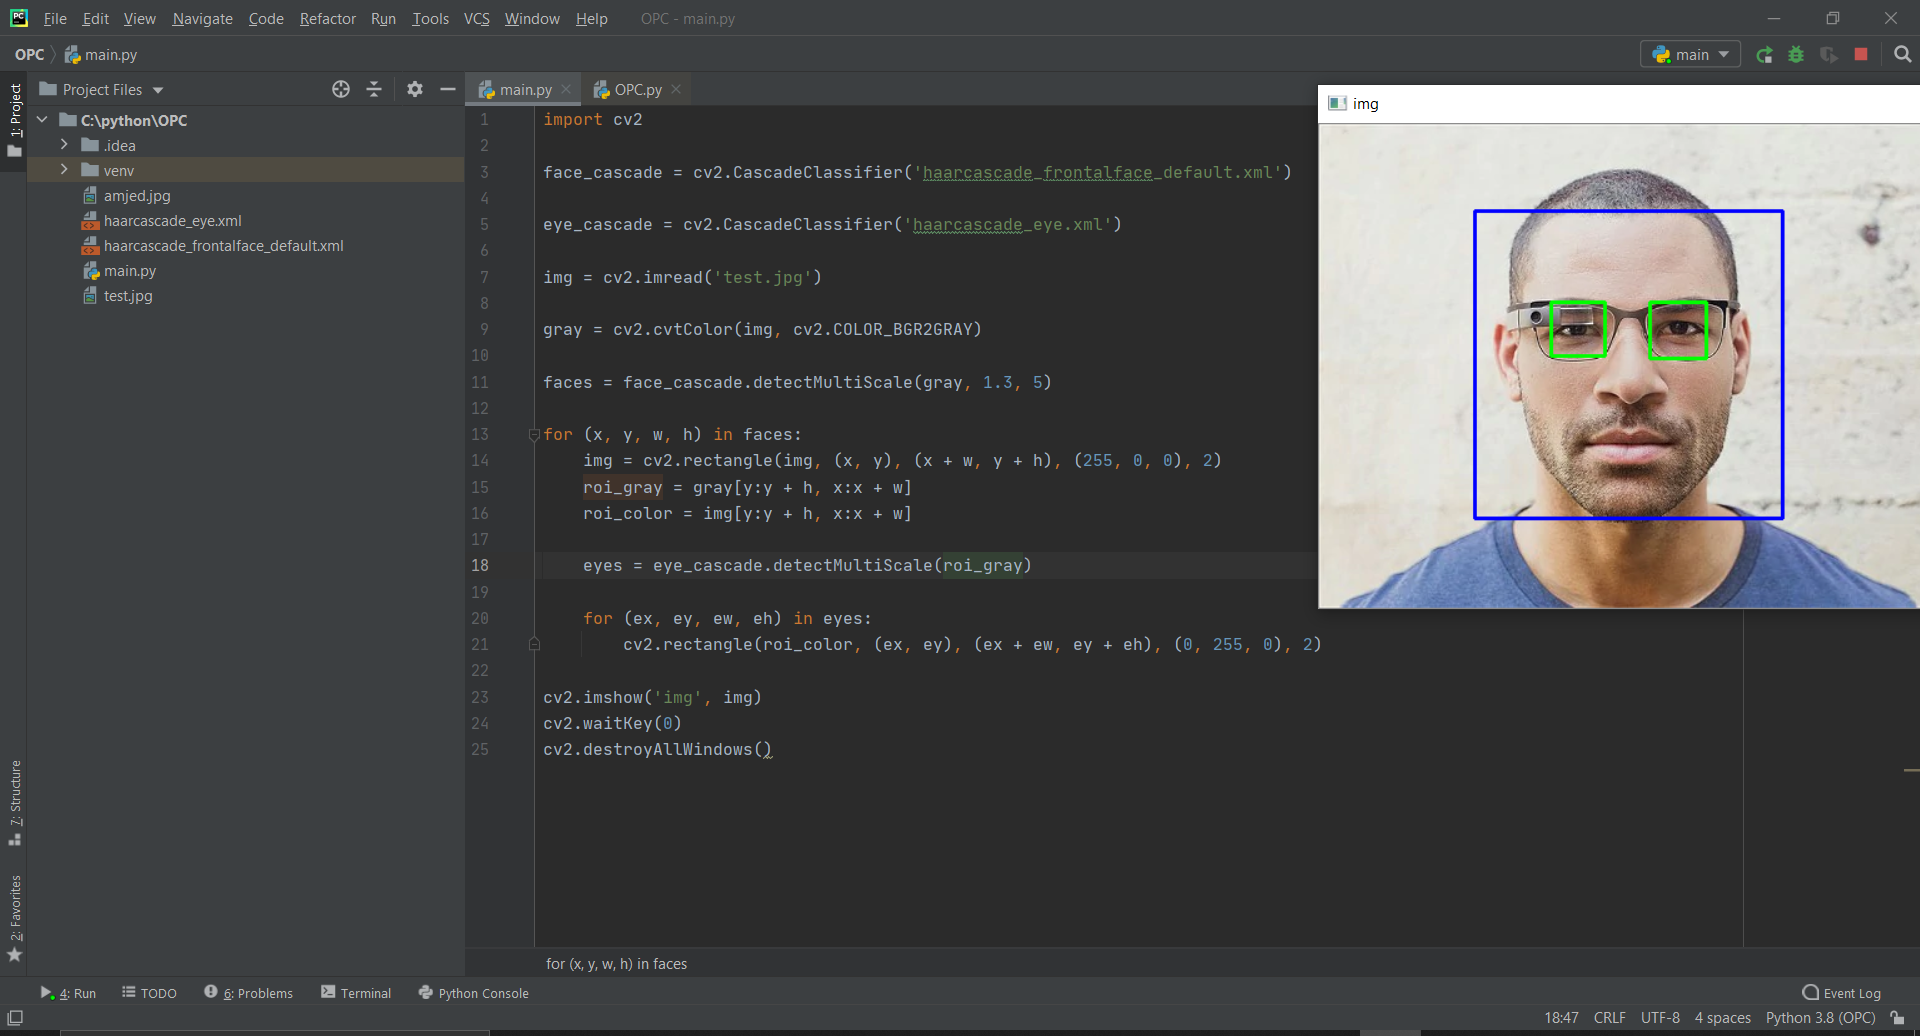 File Edit View Navigate Code Refactor Run Tools VCS Window Help OPC - main.py
OPC main.py
main
1: Project
Project Files
C:\python\OPC
.idea
venv
amjed.jpg
haarcascade_eye.xml
haarcascade_frontalface_default.xml
main.py
test.jpg
7: Structure
2: Favorites
main.py OPC.py
1 import cv2
2
3 face_cascade = cv2.CascadeClassifier('haarcascade_frontalface_default.xml')
4
5 eye_cascade = cv2.CascadeClassifier('haarcascade_eye.xml')
6
7 img = cv2.imread('test.jpg')
8
9 gray = cv2.cvtColor(img, cv2.COLOR_BGR2GRAY)
10
11 faces = face_cascade.detectMultiScale(gray, 1.3, 5)
12
13 for (x, y, w, h) in faces:
14 img = cv2.rectangle(img, (x, y), (x + w, y + h), (255, 0, 0), 2)
15 roi_gray = gray[y:y + h, x:x + w]
16 roi_color = img[y:y + h, x:x + w]
17
18 eyes = eye_cascade.detectMultiScale(roi_gray)
19
20 for (ex, ey, ew, eh) in eyes:
21 cv2.rectangle(roi_color, (ex, ey), (ex + ew, ey + eh), (0, 255, 0), 2)
22
23 cv2.imshow('img', img)
24 cv2.waitKey(0)
25 cv2.destroyAllWindows()
img
for (x, y, w, h) in faces
4: Run TODO 6: Problems Terminal Python Console Event Log
18:47 CRLF UTF-8 4 spaces Python 3.8 (OPC)